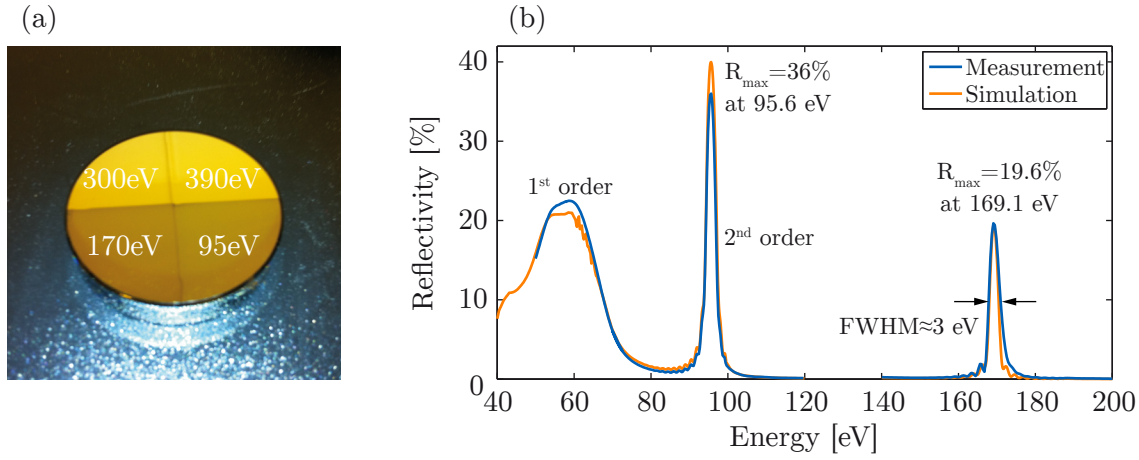 (a)
300eV 390eV
170eV 95eV
(b)
Reflectivity [%]
40
30
20
10
0
R_max=36%
at 95.6 eV
Measurement
Simulation
1st order
2nd order
R_max=19.6%
at 169.1 eV
FWHM≈3 eV
40 60 80 100 120 140 160 180 200
Energy [eV]